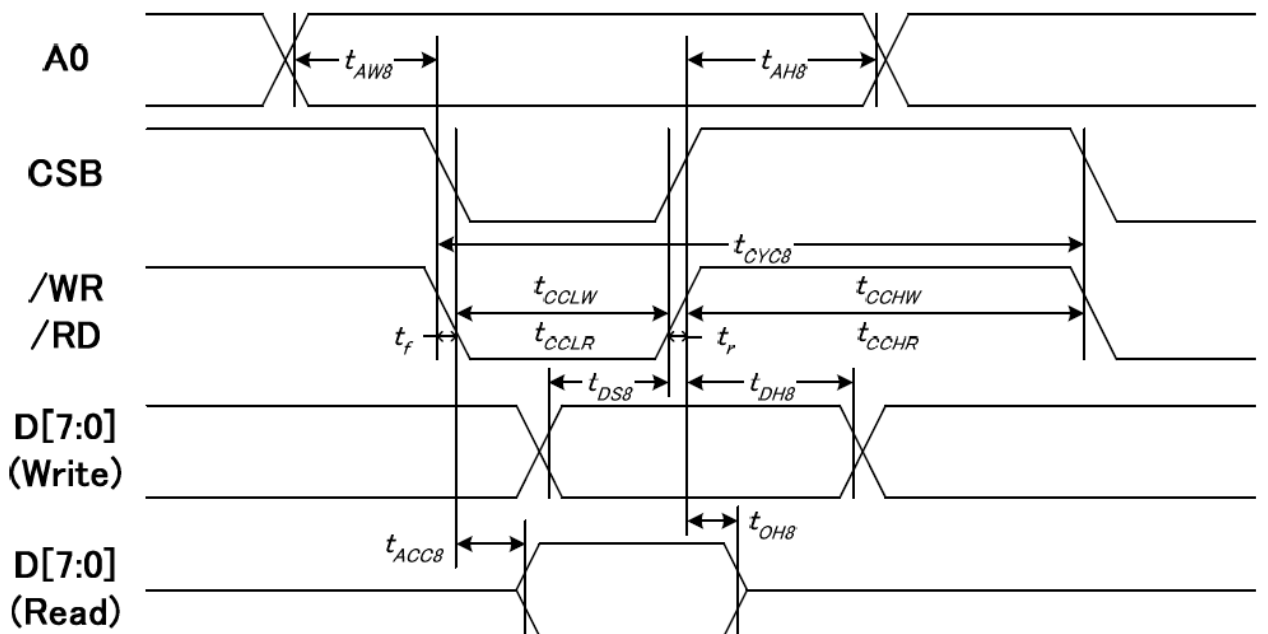 A0
t_AW8
t_AH8
CSB
t_CYC8
/WR
/RD
t_CCLW
t_CCHW
t_f
t_CCLR
t_r
t_CCHR
t_DS8
t_DH8
D[7:0]
(Write)
t_OH8
t_ACC8
D[7:0]
(Read)